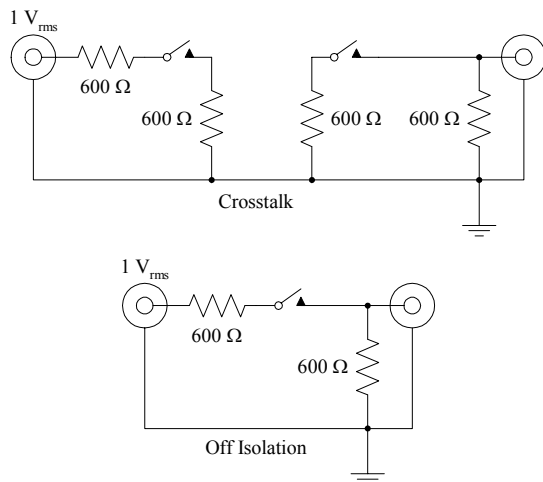 1 Vrms
600 Ω
600 Ω
600 Ω
600 Ω
Crosstalk
1 Vrms
600 Ω
600 Ω
Off Isolation